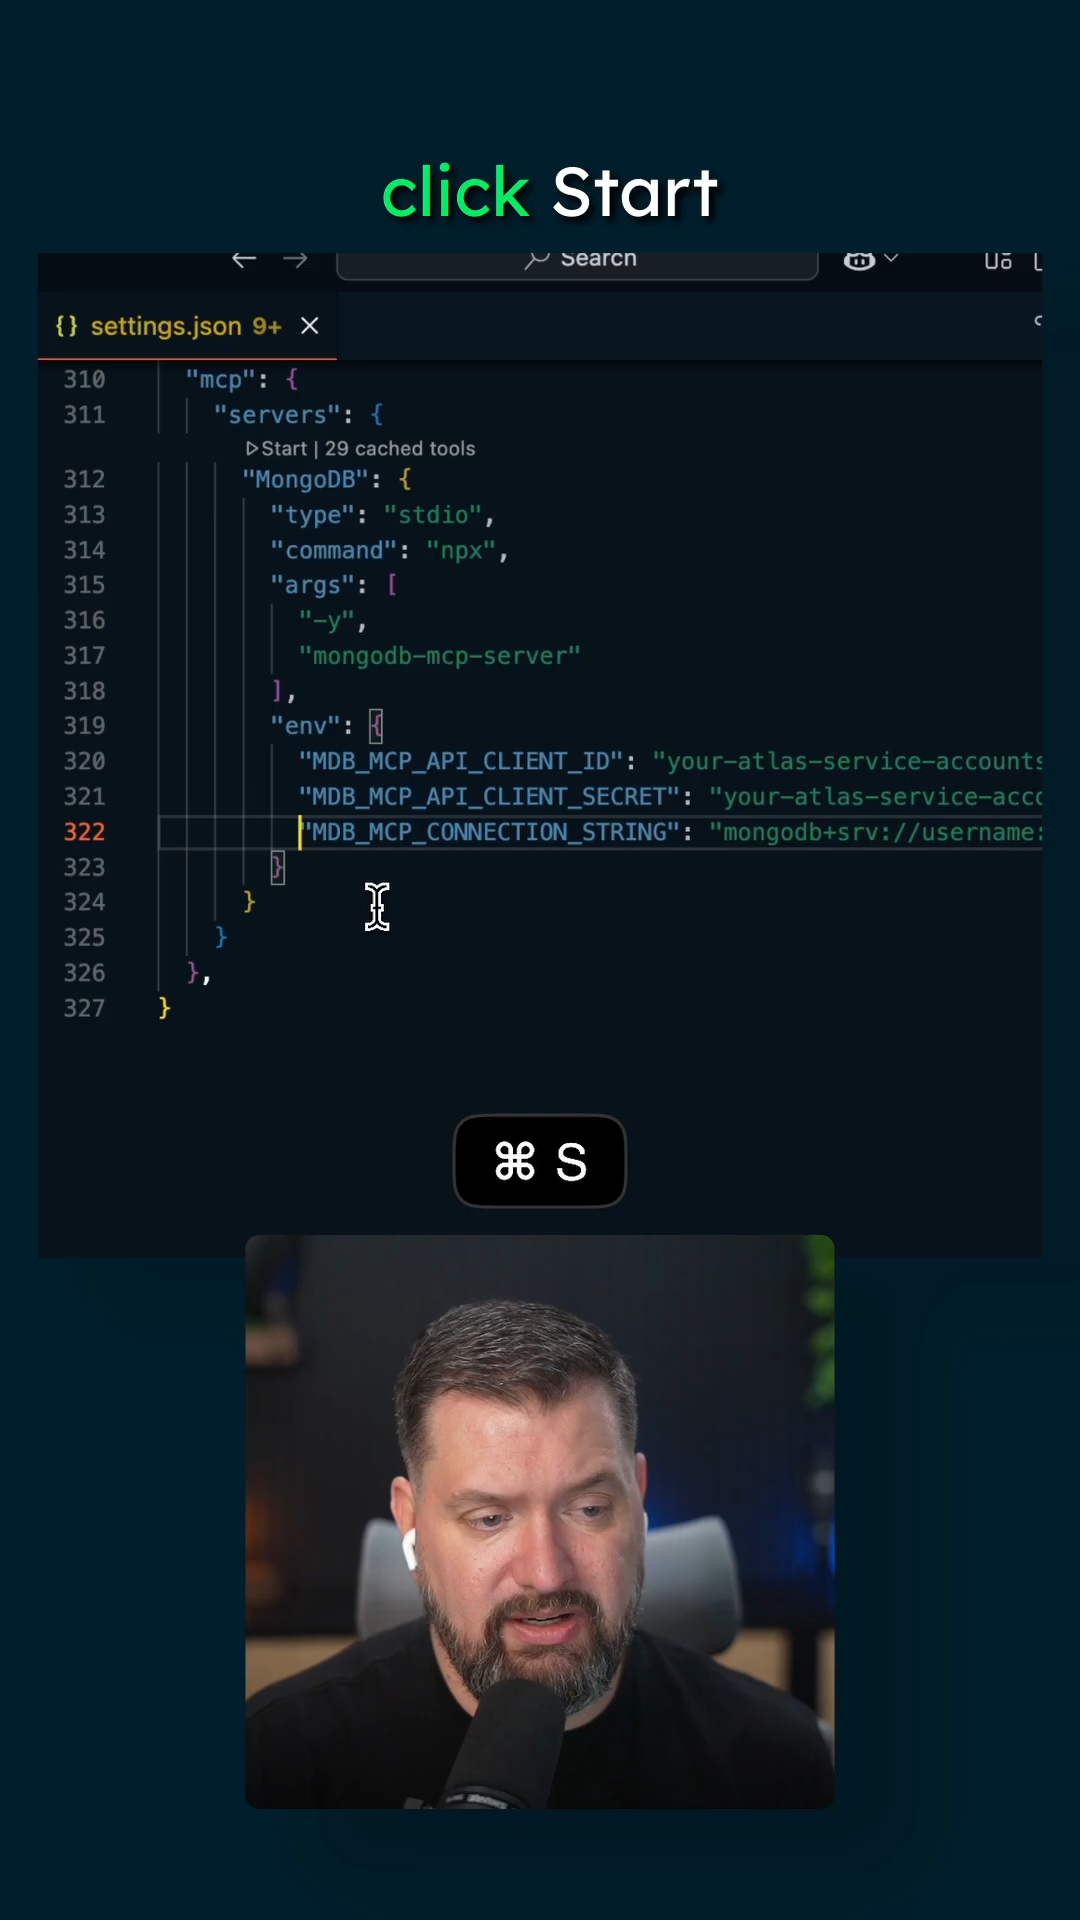 click Start
Search
{} settings.json 9+
310 "mcp": {
311 "servers": {
Start | 29 cached tools
312 "MongoDB": {
313 "type": "stdio",
314 "command": "npx",
315 "args": [
316 "-y",
317 "mongodb-mcp-server"
318 ],
319 "env": {
320 "MDB_MCP_API_CLIENT_ID": "your-atlas-service-accounts
321 "MDB_MCP_API_CLIENT_SECRET": "your-atlas-service-acc
322 "MDB_MCP_CONNECTION_STRING": "mongodb+srv://username:
323 }
324 }
325 }
326 },
327 }
⌘ S